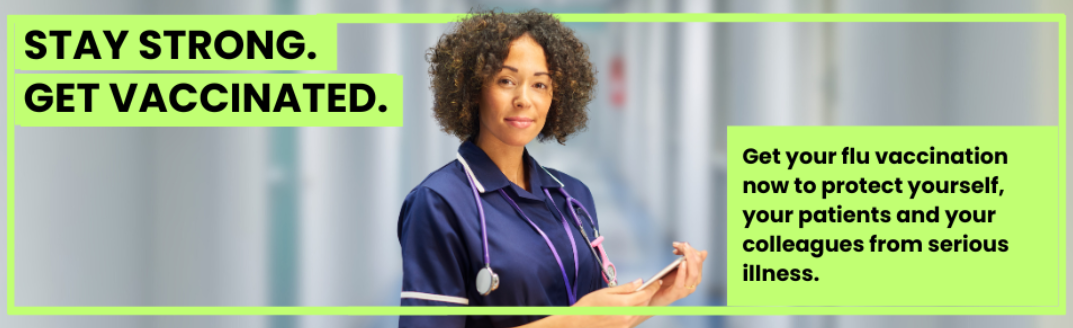 STAY STRONG.
GET VACCINATED.
Get your flu vaccination
now to protect yourself,
your patients and your
colleagues from serious
illness.